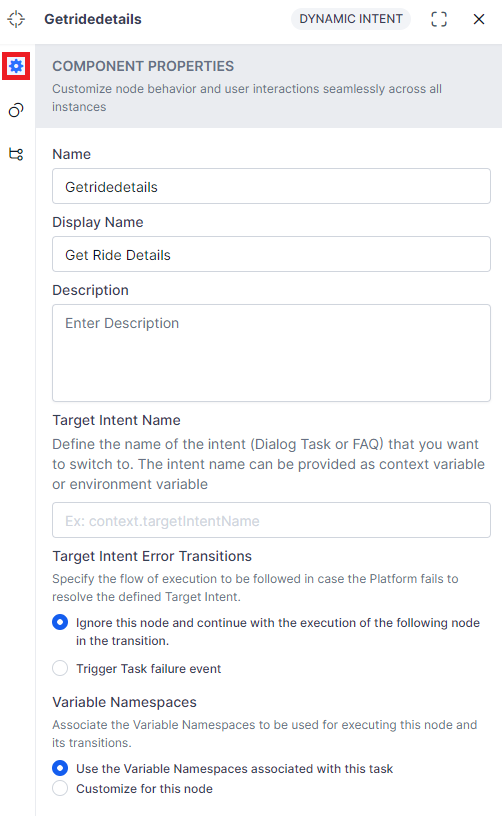 Getridedetails
DYNAMIC INTENT
COMPONENT PROPERTIES
Customize node behavior and user interactions seamlessly across all
instances
Name
Getridedetails
Display Name
Get Ride Details
Description
Enter Description
Target Intent Name
Define the name of the intent (Dialog Task or FAQ) that you want
to switch to. The intent name can be provided as context variable
or environment variable
Ex: context.targetIntentName
Target Intent Error Transitions
Specify the flow of execution to be followed in case the Platform fails to
resolve the defined Target Intent.
Ignore this node and continue with the execution of the following node
in the transition.
Trigger Task failure event
Variable Namespaces
Associate the Variable Namespaces to be used for executing this node and
its transitions.
Use the Variable Namespaces associated with this task
Customize for this node